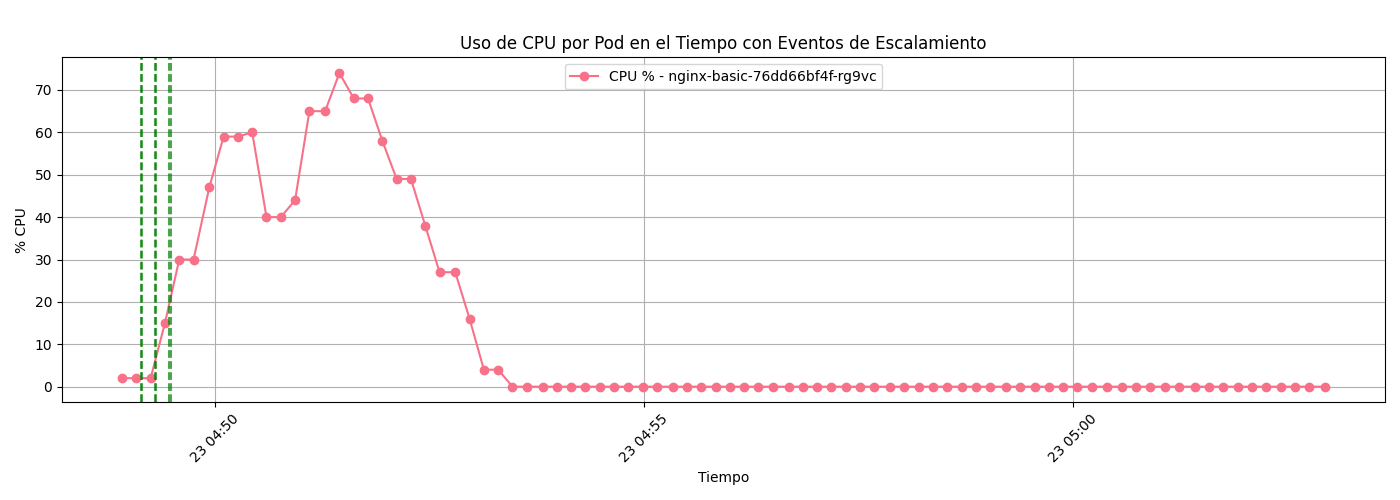 Uso de CPU por Pod en el Tiempo con Eventos de Escalamiento
CPU % - nginx-basic-76dd66bf4f-rg9vc
% CPU
70
60
50
40
30
20
10
0
23 04:50
23 04:55
23 05:00
Tiempo